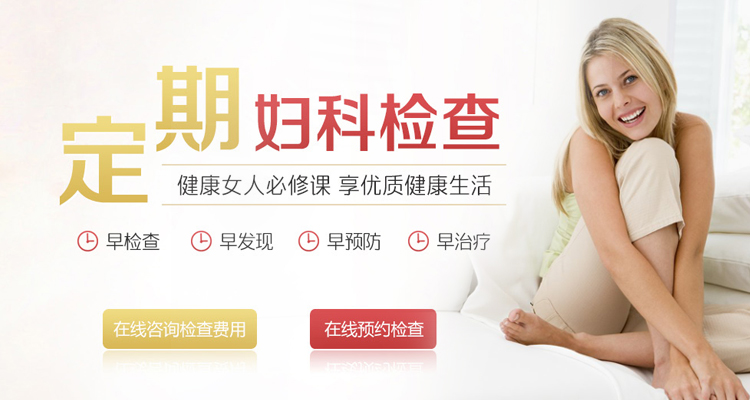 定期妇科检查
健康女人必修课 享优质健康生活
早检查 早发现 早预防 早治疗
在线咨询检查费用 在线预约检查